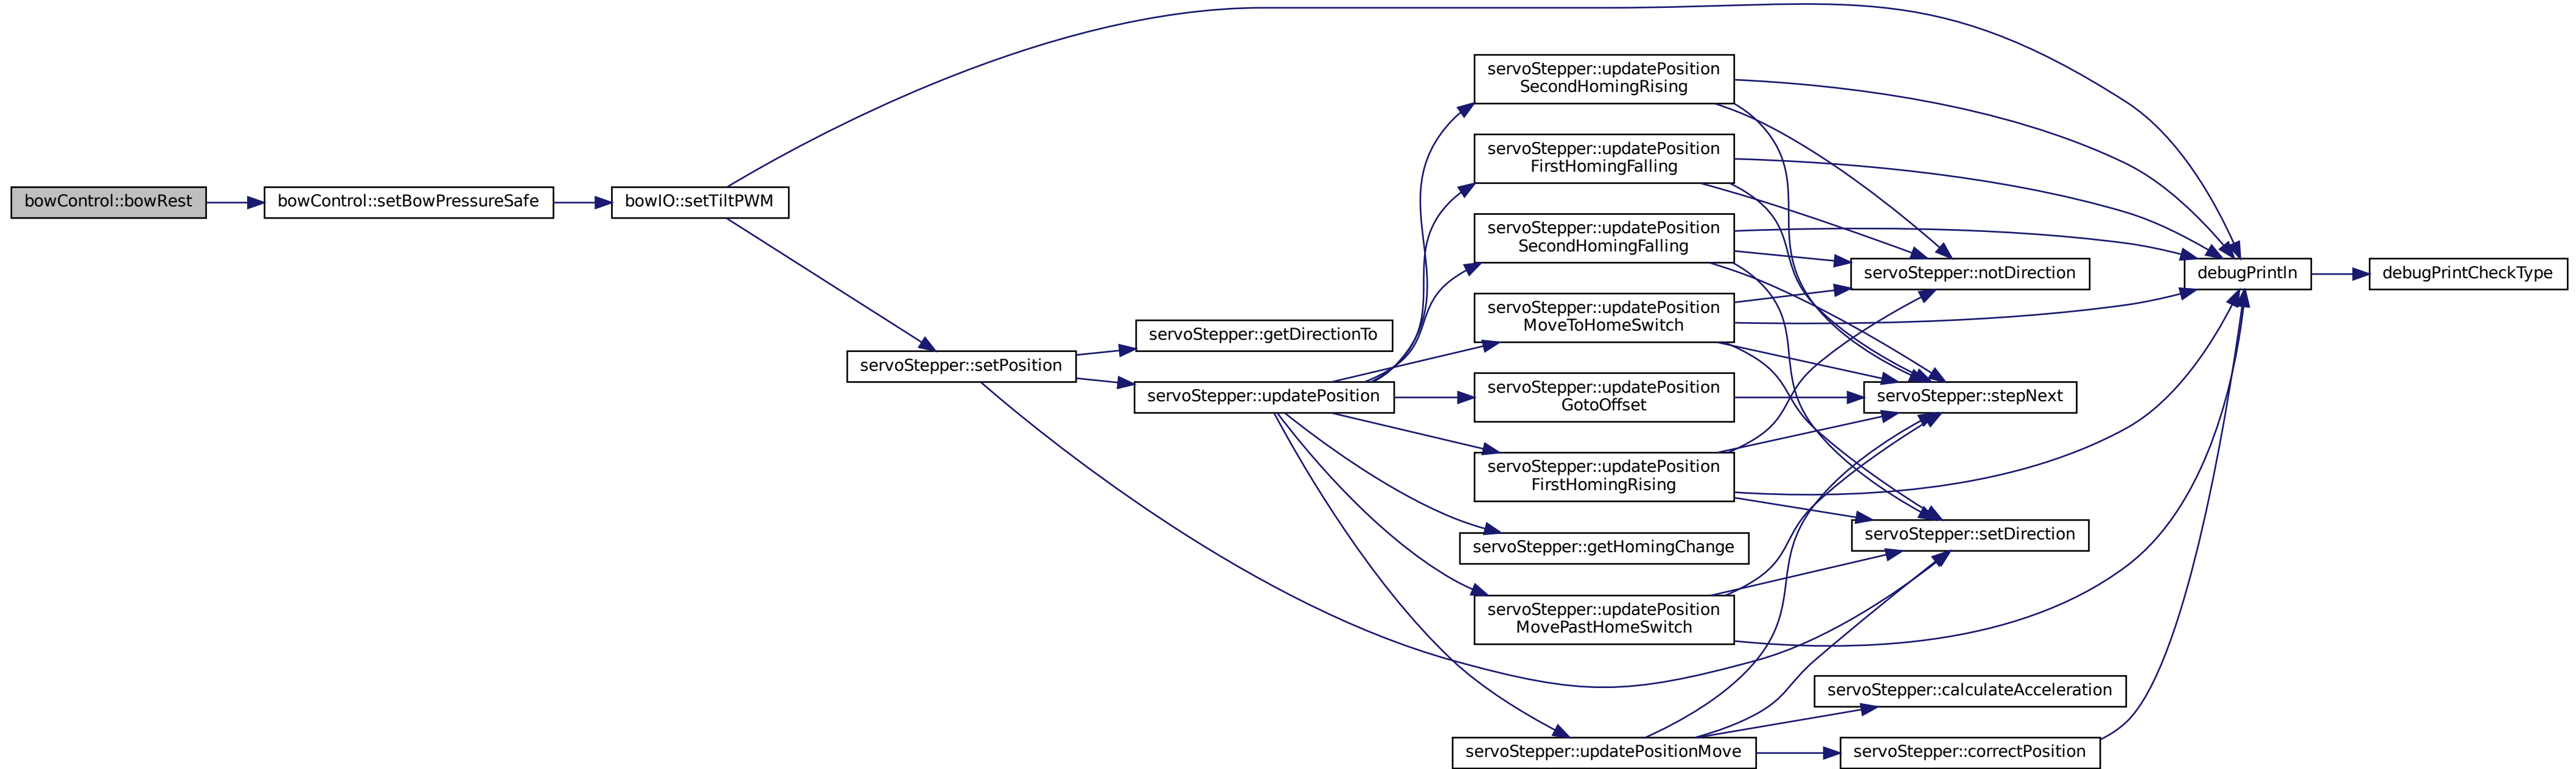 bowControl::bowRest
bowControl::setBowPressureSafe
bowIO::setTiltPWM
servoStepper::setPosition
servoStepper::getDirectionTo
servoStepper::updatePosition
servoStepper::updatePosition
SecondHomingRising
servoStepper::updatePosition
FirstHomingFalling
servoStepper::updatePosition
SecondHomingFalling
servoStepper::updatePosition
MoveToHomeSwitch
servoStepper::updatePosition
GotoOffset
servoStepper::updatePosition
FirstHomingRising
servoStepper::getHomingChange
servoStepper::updatePosition
MovePastHomeSwitch
servoStepper::updatePositionMove
servoStepper::notDirection
servoStepper::stepNext
servoStepper::setDirection
servoStepper::calculateAcceleration
servoStepper::correctPosition
debugPrintln
debugPrintCheckType